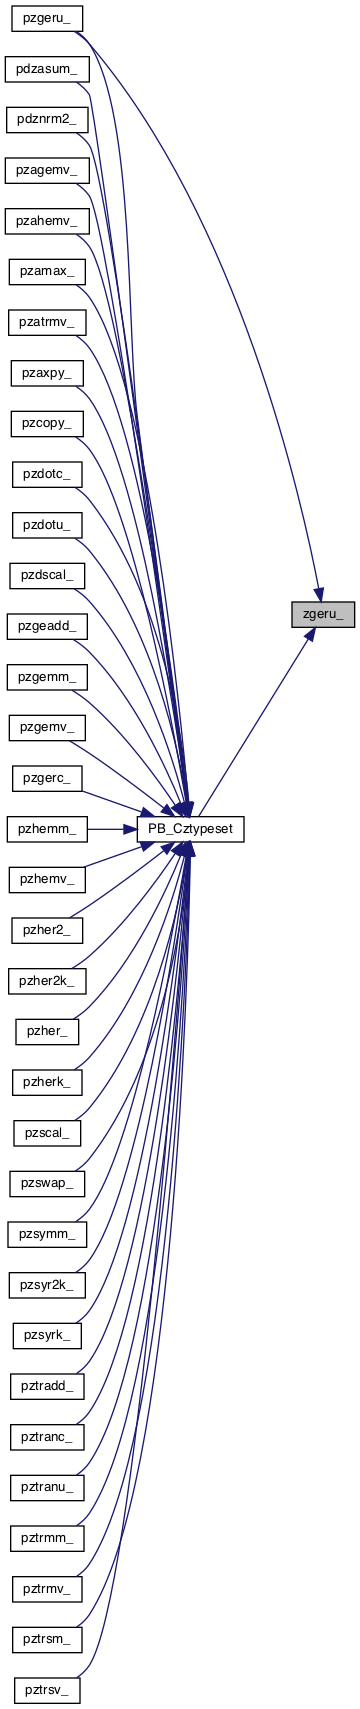 pzgeru_
pdzasum_
pdznrm2_
pzagemv_
pzahemv_
pzamax_
pzatrmv_
pzaxpy_
pzcopy_
pzdotc_
pzdotu_
pzdscal_
pzgeadd_
zgeru_
pzgemm_
pzgemv_
pzgerc_
pzhemm_
PB_Cztypeset
pzhemv_
pzher2_
pzher2k_
pzher_
pzherk_
pzscal_
pzswap_
pzsymm_
pzsyr2k_
pzsyrk_
pztradd_
pztranc_
pztranu_
pztrmm_
pztrmv_
pztrsm_
pztrsv_